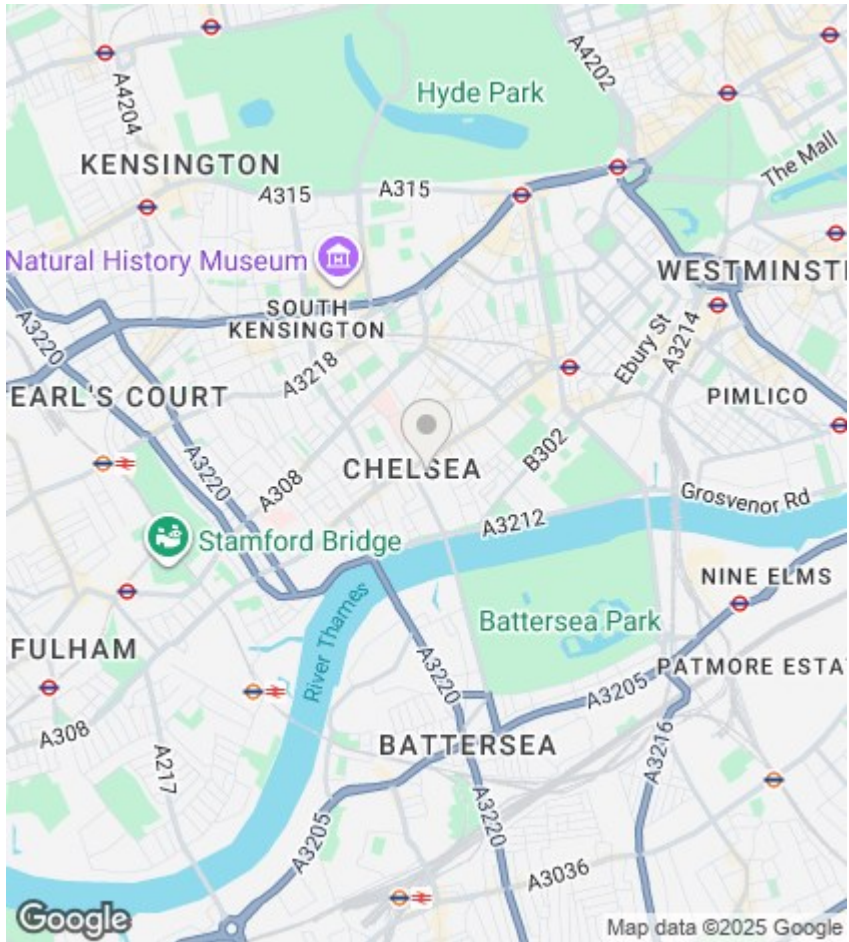 A4202
A4204
Hyde Park
The Mall
KENSINGTON
A315
A315
Natural History Museum
WESTMINSTE
SOUTH
KENSINGTON
A3220
A3214
Ebury St
A3218
EARL'S COURT
PIMLICO
B302
CHELSEA
A3220
A308
Grosvenor Rd
A3212
Stamford Bridge
NINE ELMS
River Thames
Battersea Park
FULHAM
A3220
PATMORE ESTAT
A3205
A308
BATTERSEA
A3216
A217
A3205
A3220
A3036
Google
Map data ©2025 Google